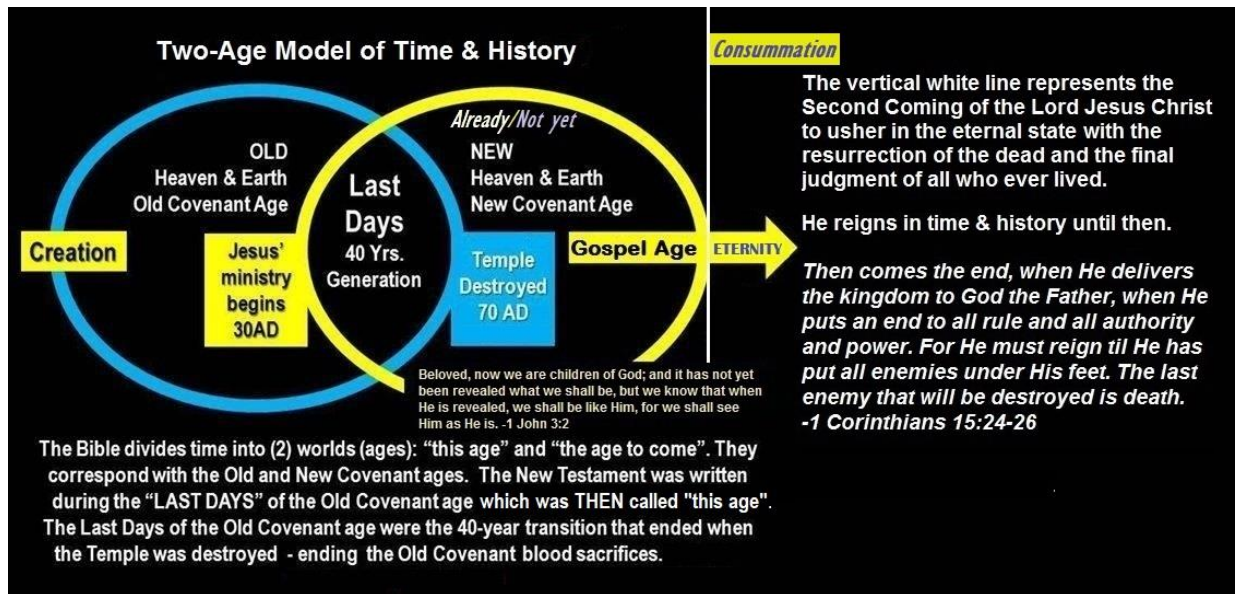 Two-Age Model of Time & History
Consummation
Already/Not yet
OLD
Heaven & Earth
Old Covenant Age
Last
Days
40 Yrs.
Generation
NEW
Heaven & Earth
New Covenant Age
Creation
Jesus'
ministry
begins
30AD
Temple
Destroyed
70 AD
Gospel Age
ETERNITY
Beloved, now we are children of God; and it has not yet
been revealed what we shall be, but we know that when
He is revealed, we shall be like Him, for we shall see
Him as He is. -1 John 3:2
The Bible divides time into (2) worlds (ages): “this age” and “the age to come”. They
correspond with the Old and New Covenant ages. The New Testament was written
during the “LAST DAYS” of the Old Covenant age which was THEN called "this age".
The Last Days of the Old Covenant age were the 40-year transition that ended when
the Temple was destroyed - ending the Old Covenant blood sacrifices.
The vertical white line represents the
Second Coming of the Lord Jesus Christ
to usher in the eternal state with the
resurrection of the dead and the final
judgment of all who ever lived.
He reigns in time & history until then.
Then comes the end, when He delivers
the kingdom to God the Father, when He
puts an end to all rule and all authority
and power. For He must reign til He has
put all enemies under His feet. The last
enemy that will be destroyed is death.
-1 Corinthians 15:24-26